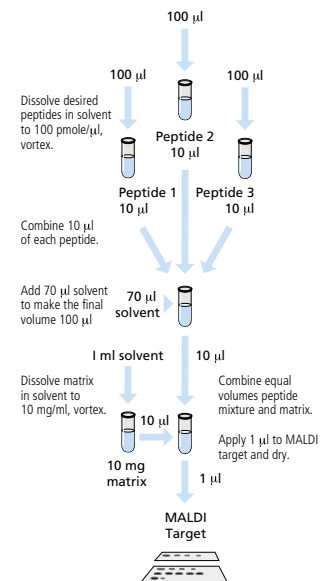 100 µl
100 µl
100 µl
Dissolve desired
peptides in solvent
to 100 pmole/µl,
vortex.
Peptide 2
10 µl
Peptide 1
10 µl
Peptide 3
10 µl
Combine 10 µl
of each peptide.
Add 70 µl solvent
to make the final
volume 100 µl
70 µl
solvent
I ml solvent
10 µl
Dissolve matrix
in solvent to
10 mg/ml, vortex.
Combine equal
volumes peptide
mixture and matrix.
10 µl
Apply 1 µl to MALDI
target and dry.
10 mg
matrix
1 µl
MALDI
Target